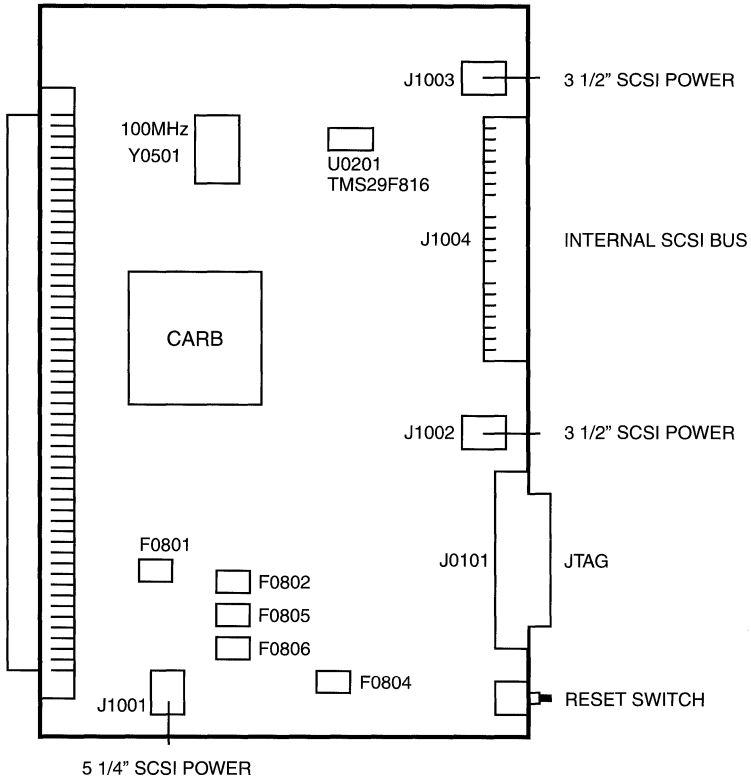 J1003
3 1/2” SCSI POWER
100MHz
Y0501
U0201
TMS29F816
J1004
INTERNAL SCSI BUS
CARB
J1002
3 1/2” SCSI POWER
F0801
J0101
JTAG
F0802
F0805
F0806
F0804
J1001
RESET SWITCH
5 1/4” SCSI POWER